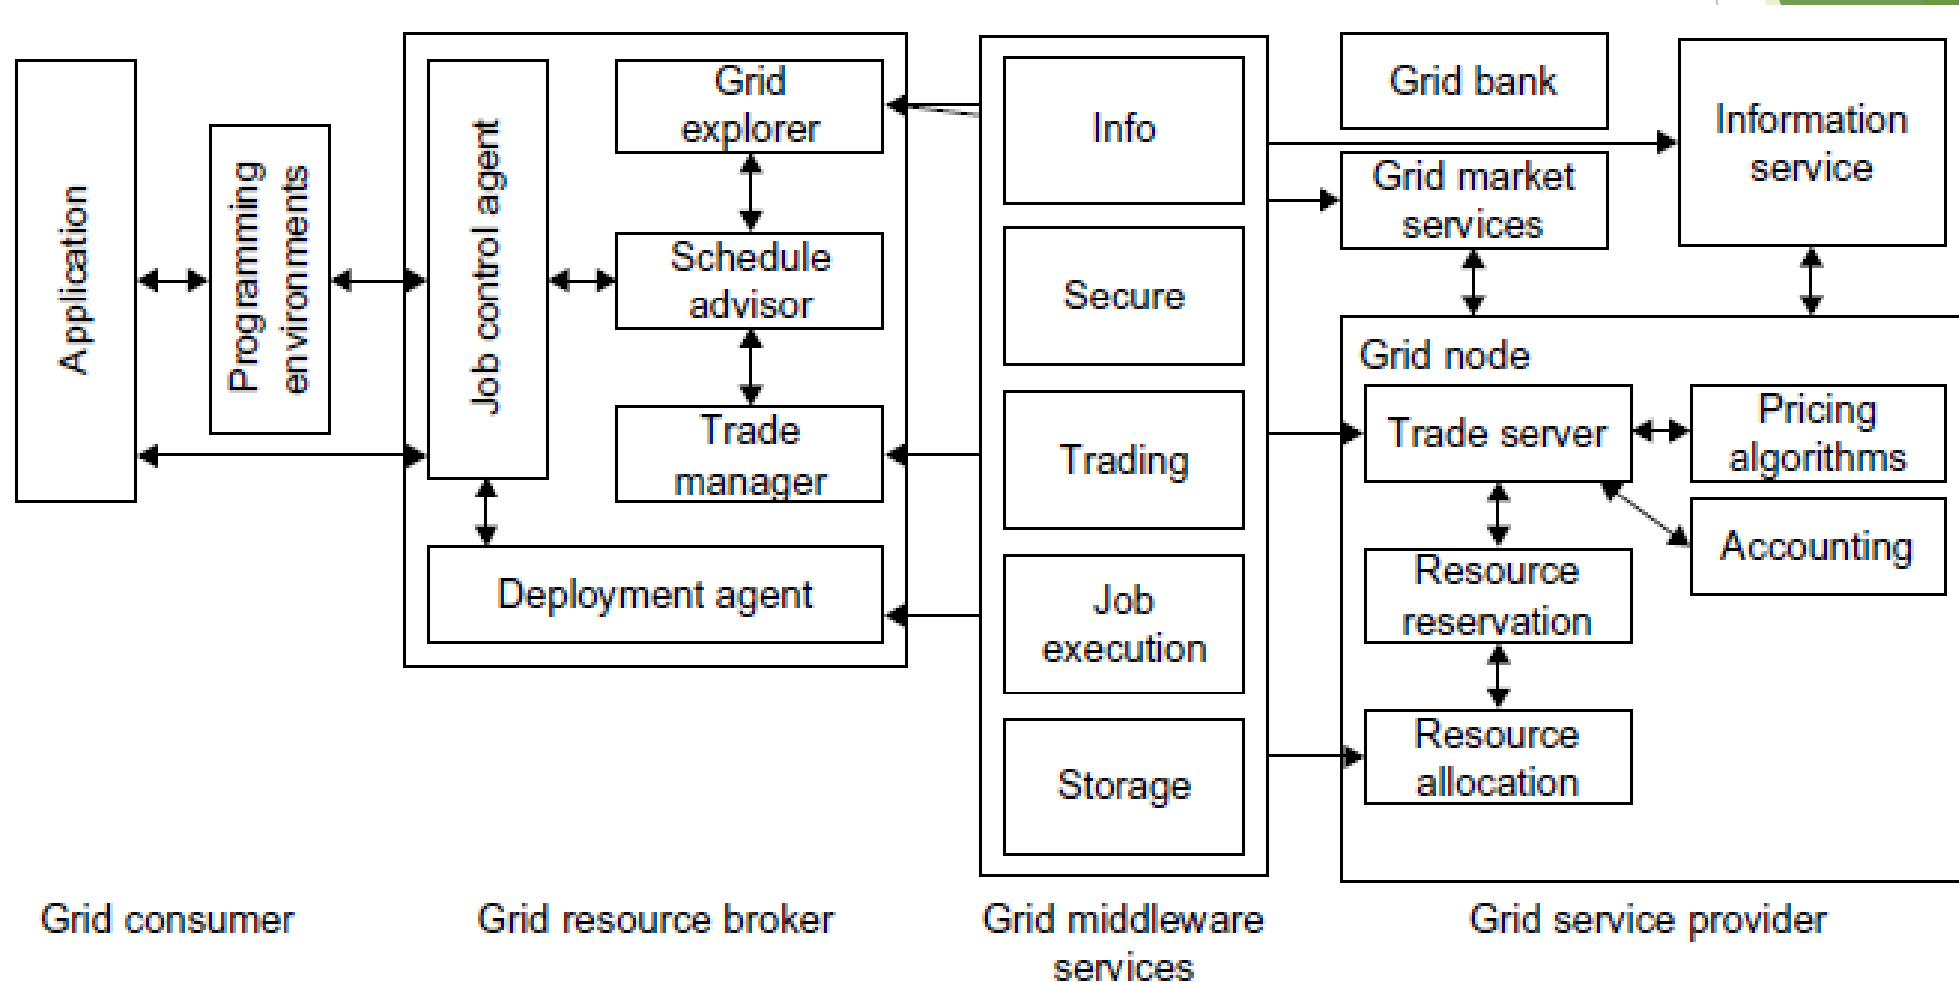 Application
Programming
environments
Job control agent
Grid
explorer
Schedule
advisor
Trade
manager
Deployment agent
Info
Secure
Trading
Job
execution
Storage
Grid bank
Grid market
services
Information
service
Grid node
Trade server
Pricing
algorithms
Accounting
Resource
reservation
Resource
allocation
Grid consumer
Grid resource broker
Grid middleware
services
Grid service provider